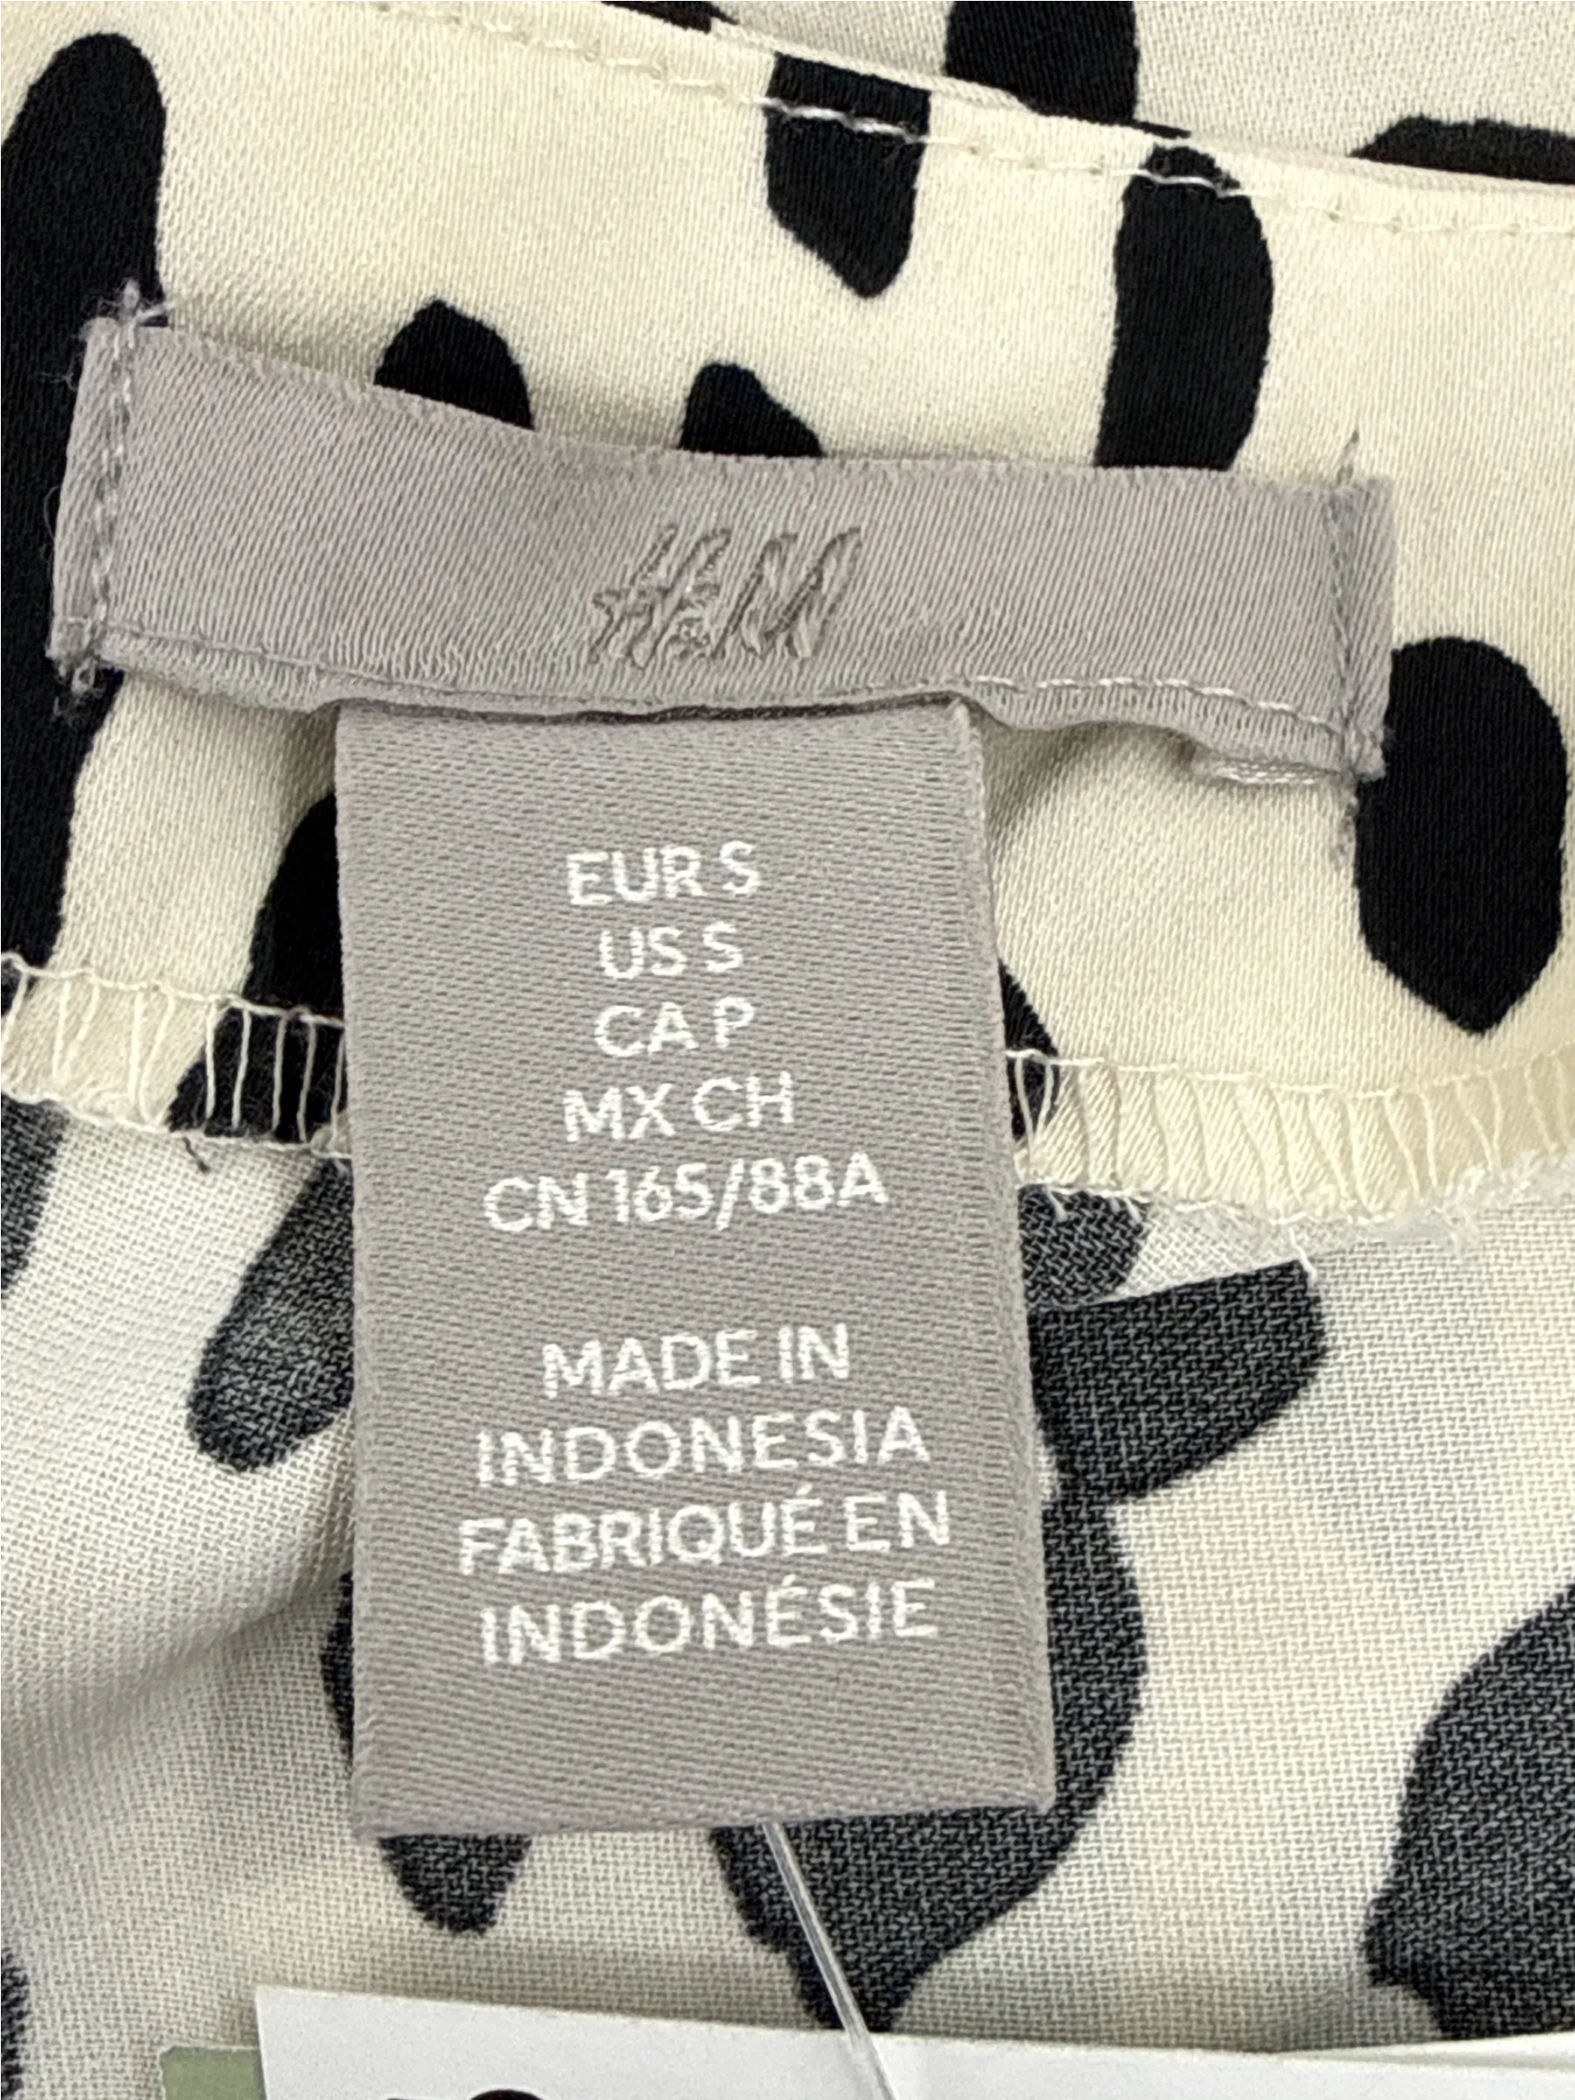 H&M
EUR S
US S
CA P
MX CH
CN 165/88A
MADE IN
INDONESIA
FABRIQUÉ EN
INDONÉSIE